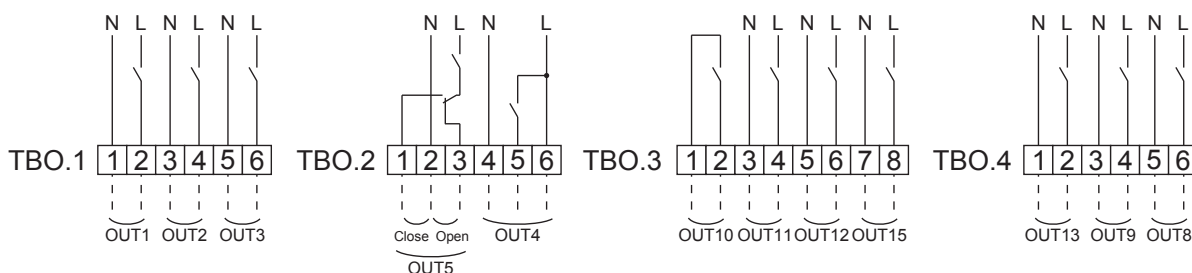 N L N L N L
N L N L
N L N L N L
N L N L N L
TBO.1 1 2 3 4 5 6
TBO.2 1 2 3 4 5 6
TBO.3 1 2 3 4 5 6 7 8
TBO.4 1 2 3 4 5 6
OUT1 OUT2 OUT3
Close Open OUT4
OUT5
OUT10 OUT11 OUT12 OUT15
OUT13 OUT9 OUT8